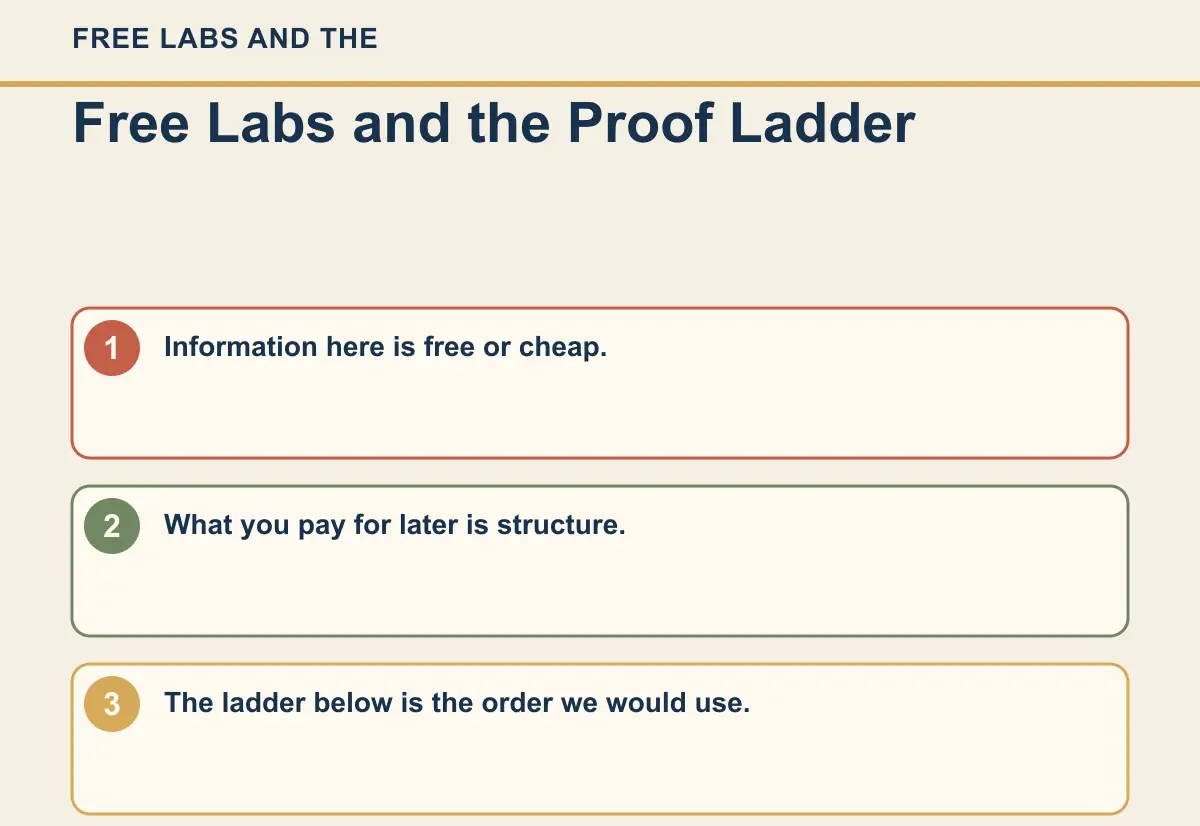 FREE LABS AND THE
Free Labs and the Proof Ladder
1
Information here is free or cheap.
2
What you pay for later is structure.
3
The ladder below is the order we would use.